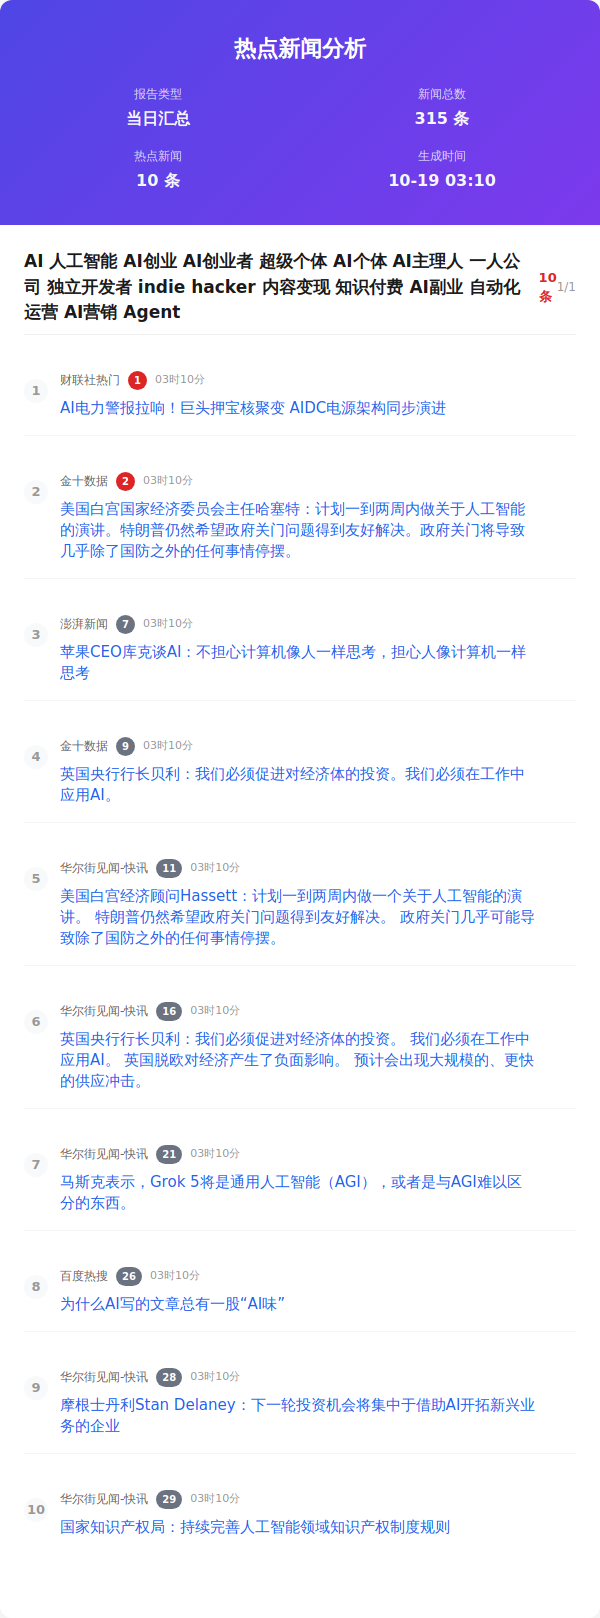 热点新闻分析
报告类型
当日汇总
新闻总数
315 条
热点新闻
10 条
生成时间
10-19 03:10
AI 人工智能 AI创业 AI创业者 超级个体 AI个体 AI主理人 一人公
司 独立开发者 indie hacker 内容变现 知识付费 AI副业 自动化
运营 AI营销 Agent
10
条
1/1
1
财联社热门 1 03时10分
AI电力警报拉响！巨头押宝核聚变 AIDC电源架构同步演进
2
金十数据 2 03时10分
美国白宫国家经济委员会主任哈塞特：计划一到两周内做关于人工智能
的演讲。特朗普仍然希望政府关门问题得到友好解决。政府关门将导致
几乎除了国防之外的任何事情停摆。
3
澎湃新闻 7 03时10分
苹果CEO库克谈AI：不担心计算机像人一样思考，担心人像计算机一样
思考
4
金十数据 9 03时10分
英国央行行长贝利：我们必须促进对经济体的投资。我们必须在工作中
应用AI。
5
华尔街见闻-快讯 11 03时10分
美国白宫经济顾问Hassett：计划一到两周内做一个关于人工智能的演
讲。 特朗普仍然希望政府关门问题得到友好解决。 政府关门几乎可能导
致除了国防之外的任何事情停摆。
6
华尔街见闻-快讯 16 03时10分
英国央行行长贝利：我们必须促进对经济体的投资。 我们必须在工作中
应用AI。 英国脱欧对经济产生了负面影响。 预计会出现大规模的、更快
的供应冲击。
7
华尔街见闻-快讯 21 03时10分
马斯克表示，Grok 5将是通用人工智能（AGI），或者是与AGI难以区
分的东西。
8
百度热搜 26 03时10分
为什么AI写的文章总有一股“AI味”
9
华尔街见闻-快讯 28 03时10分
摩根士丹利Stan Delaney：下一轮投资机会将集中于借助AI开拓新兴业
务的企业
10
华尔街见闻-快讯 29 03时10分
国家知识产权局：持续完善人工智能领域知识产权制度规则